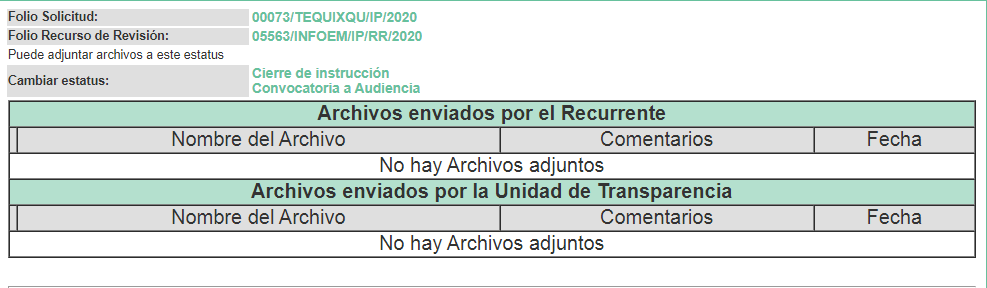 Folio Solicitud: 00073/TEQUIXQU/IP/2020
Folio Recurso de Revisión: 05563/INFOEM/IP/RR/2020
Puede adjuntar archivos a este estatus
Cambiar estatus: Cierre de instrucción
Convocatoria a Audiencia
Archivos enviados por el Recurrente
Nombre del Archivo Comentarios Fecha
No hay Archivos adjuntos
Archivos enviados por la Unidad de Transparencia
Nombre del Archivo Comentarios Fecha
No hay Archivos adjuntos